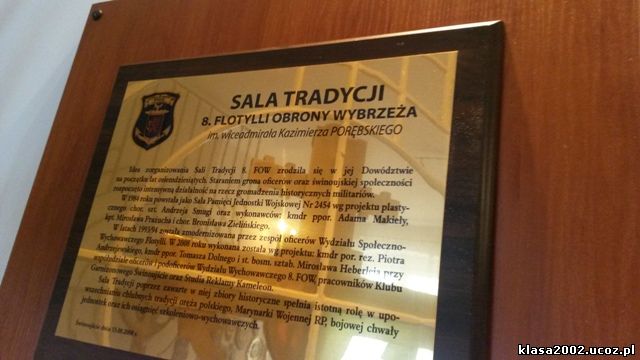 SALA TRADYCJI
8. FLOTYLLI OBRONY WYBRZEŻA
im. wiceadmirała Kazimierza PORĘBSKIEGO
Idea zorganizowania Sali Tradycji 8. FOW zrodziła się w jej Dowództwie
na początku lat osiemdziesiątych. Staraniem grona oficerów oraz świnoujskiej społeczności
rozpoczęto intensywną działalność na rzecz gromadzenia historycznych militariów.
W 1984 roku powstała jako Sala Pamięci Jednostki Wojskowej Nr 2454 wg projektu plasty-
cznego chor. szt. Andrzeja Smagi oraz wykonawców: kmdr ppor. Adama Makieły,
kpt. Mirosława i chor. Bronisława Zielińskiego.
W latach 1993/94 została zmodernizowana przez zespół oficerów Wydziału Społeczno-
Wychowawczego Flotylli. W 2008 roku wykonana została wg projektu: kmdr por. rez. Piotra
Andrzejewskiego, kmdr ppor. Tomasza Dolnego i st. bosm. sztab. Mirosława Heberleja przy
współudziale oficerów i podoficerów Wydziału Wychowawczego 8. FOW, pracowników Klubu
Garnizonowego Świnoujście oraz Studia Reklamy Kameleon.
Sala Tradycji poprzez zawarte w niej zbiory historyczne spełnia istotną rolę w upo-
wszechnianiu chlubnych tradycji oręża polskiego, Marynarki Wojennej RP, bojowej chwały
jednostek oraz ich osiągnięć szkoleniowo-wychowawczych.
Świnoujście dnia 2008 r.
klasa2002.ucoz.pl